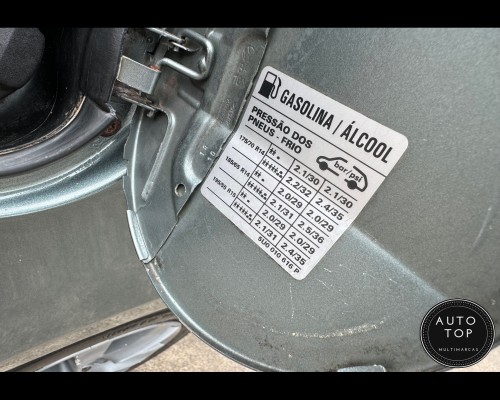 GASOLINA / ÁLCOOL
PRESSÃO DOS
PNEUS - FRIO
bar/psi
175/70 R14 2.1/30 2.1/30
2.2/32 2.4/35
185/65 R14 2.0/29 2.0/29
2.1/31 2.5/36
195/55 R15 2.0/29 2.0/29
2.1/31 2.4/35
5U0 010 616 P
AUTO
TOP
MULTIMARCAS